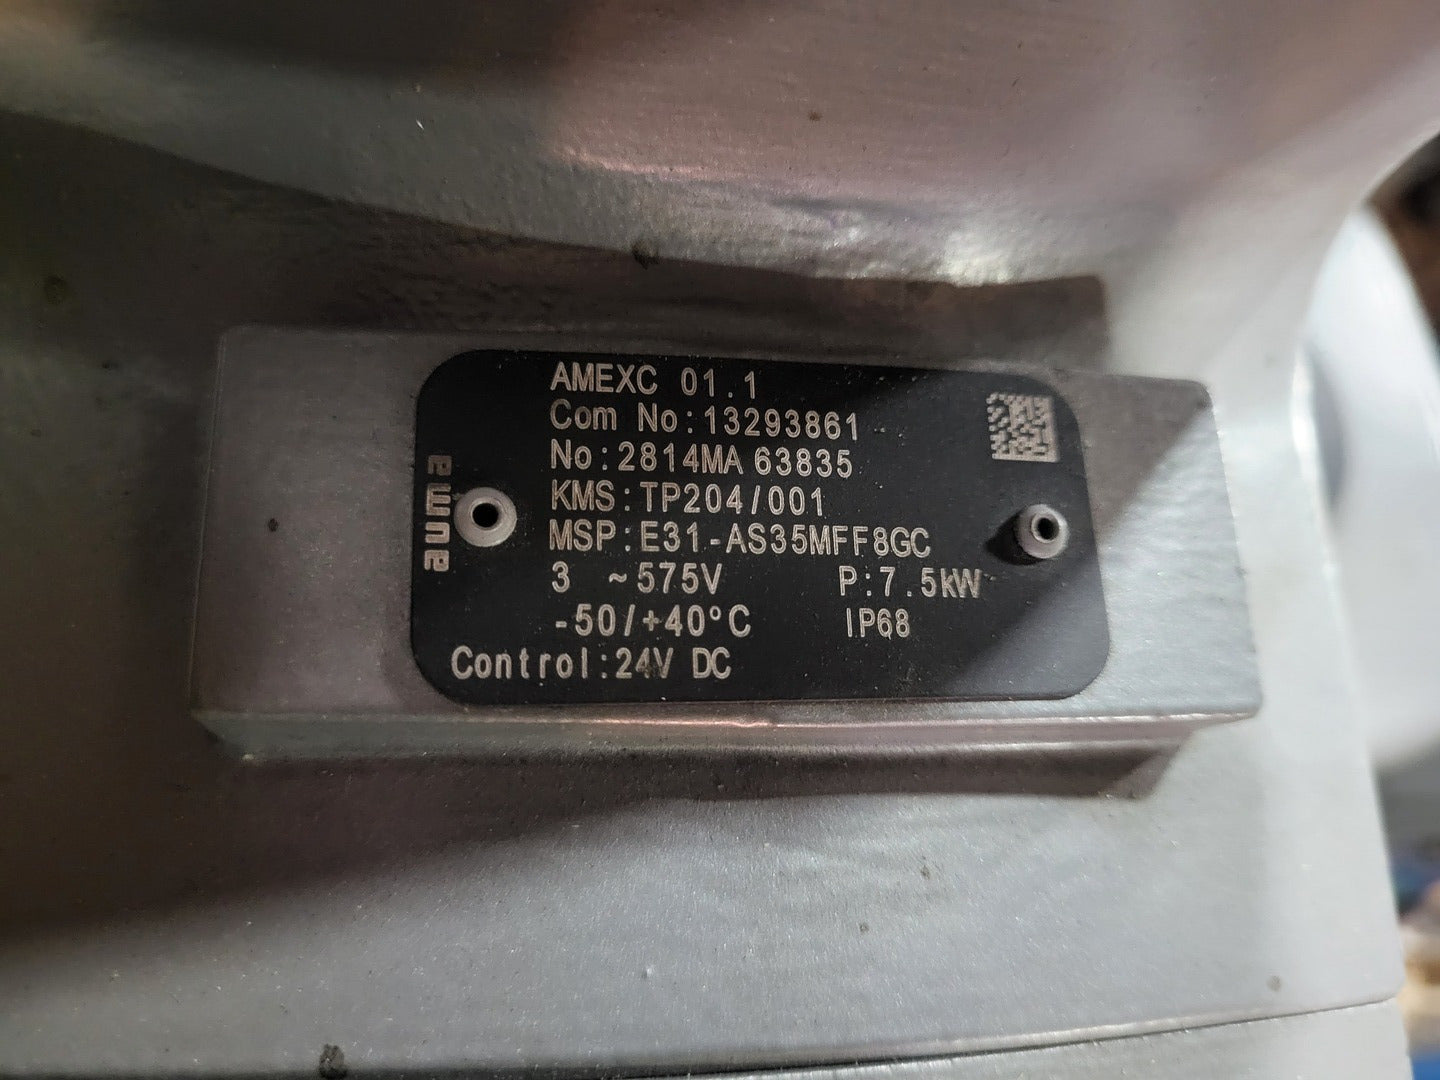 AMEXC 01.1
Com No:13293861
No:2814MA 63835
KMS:TP204/001
MSP:E31-AS35MFF8GC
3 ~575V P:7.5kW
-50/+40°C IP68
Control:24V DC
auma